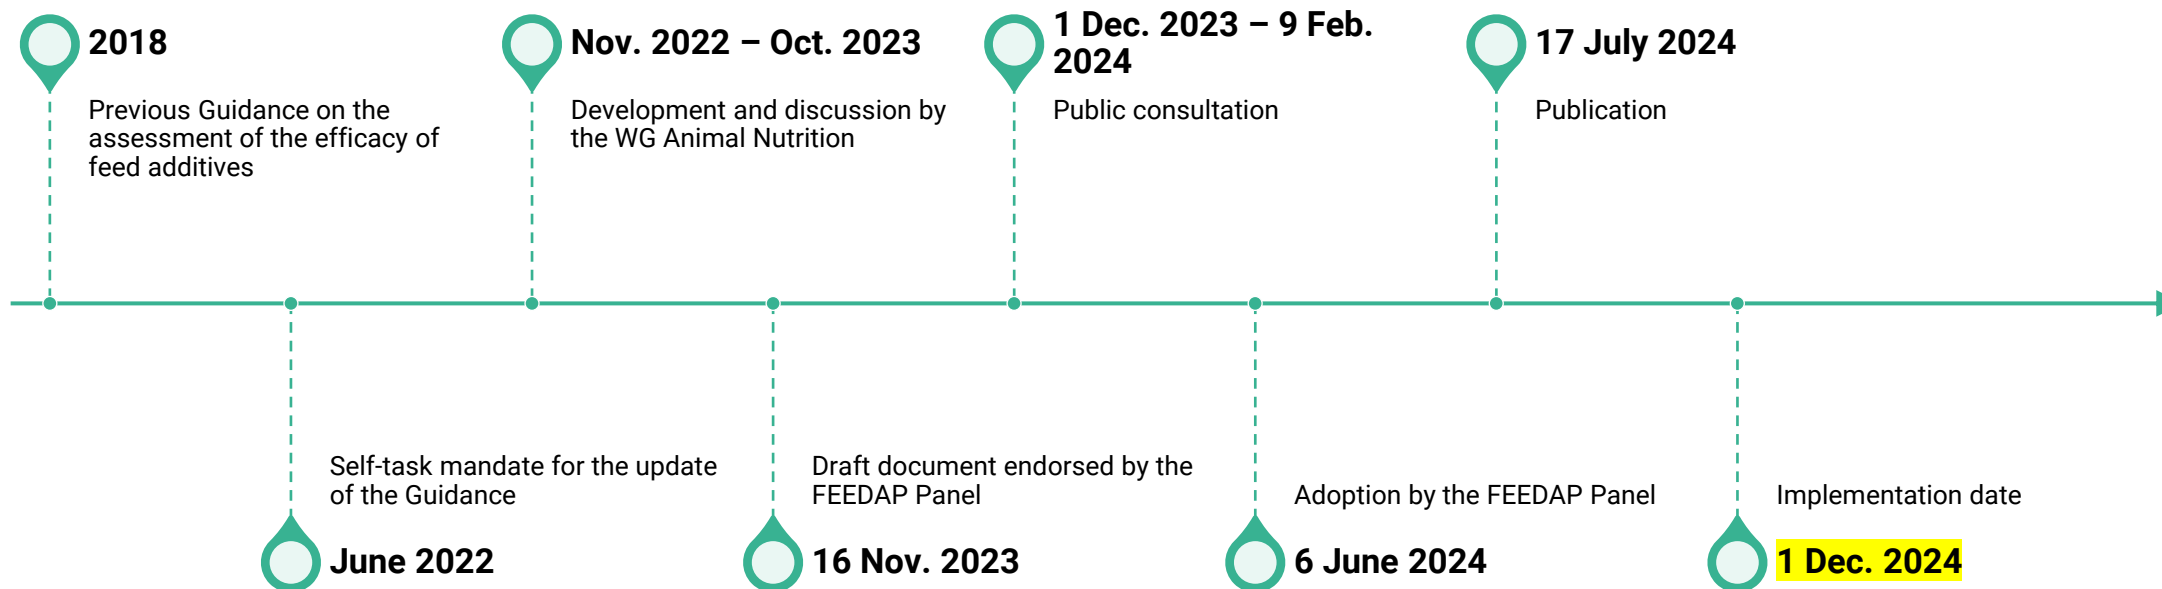 2018
Previous Guidance on the
assessment of the efficacy of
feed additives
June 2022
Self-task mandate for the update
of the Guidance
Nov. 2022 – Oct. 2023
Development and discussion by
the WG Animal Nutrition
16 Nov. 2023
Draft document endorsed by the
FEEDAP Panel
1 Dec. 2023 – 9 Feb.
2024
Public consultation
6 June 2024
Adoption by the FEEDAP Panel
17 July 2024
Publication
1 Dec. 2024
Implementation date